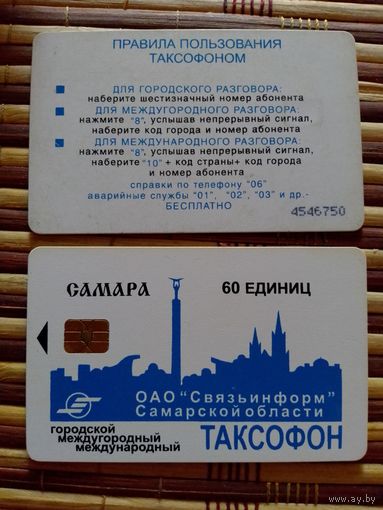 ПРАВИЛА ПОЛЬЗОВАНИЯ
ТАКСОФОНОМ
ДЛЯ ГОРОДСКОГО РАЗГОВОРА:
наберите шестизначный номер абонента
ДЛЯ МЕЖДУГОРОДНОГО РАЗГОВОРА:
нажмите "8", услышав непрерывный сигнал,
наберите код города и номер абонента
ДЛЯ МЕЖДУНАРОДНОГО РАЗГОВОРА:
нажмите "8", услышав непрерывный сигнал,
наберите "10" + код страны+ код города
и номер абонента
справки по телефону "06"
аварийные службы "01", "02", "03" и др.-
БЕСПЛАТНО
4546750
САМАРА
60 ЕДИНИЦ
ОАО "Связьинформ"
Самарской области
городской
междугородный
международный
ТАКСОФОН
ay.by